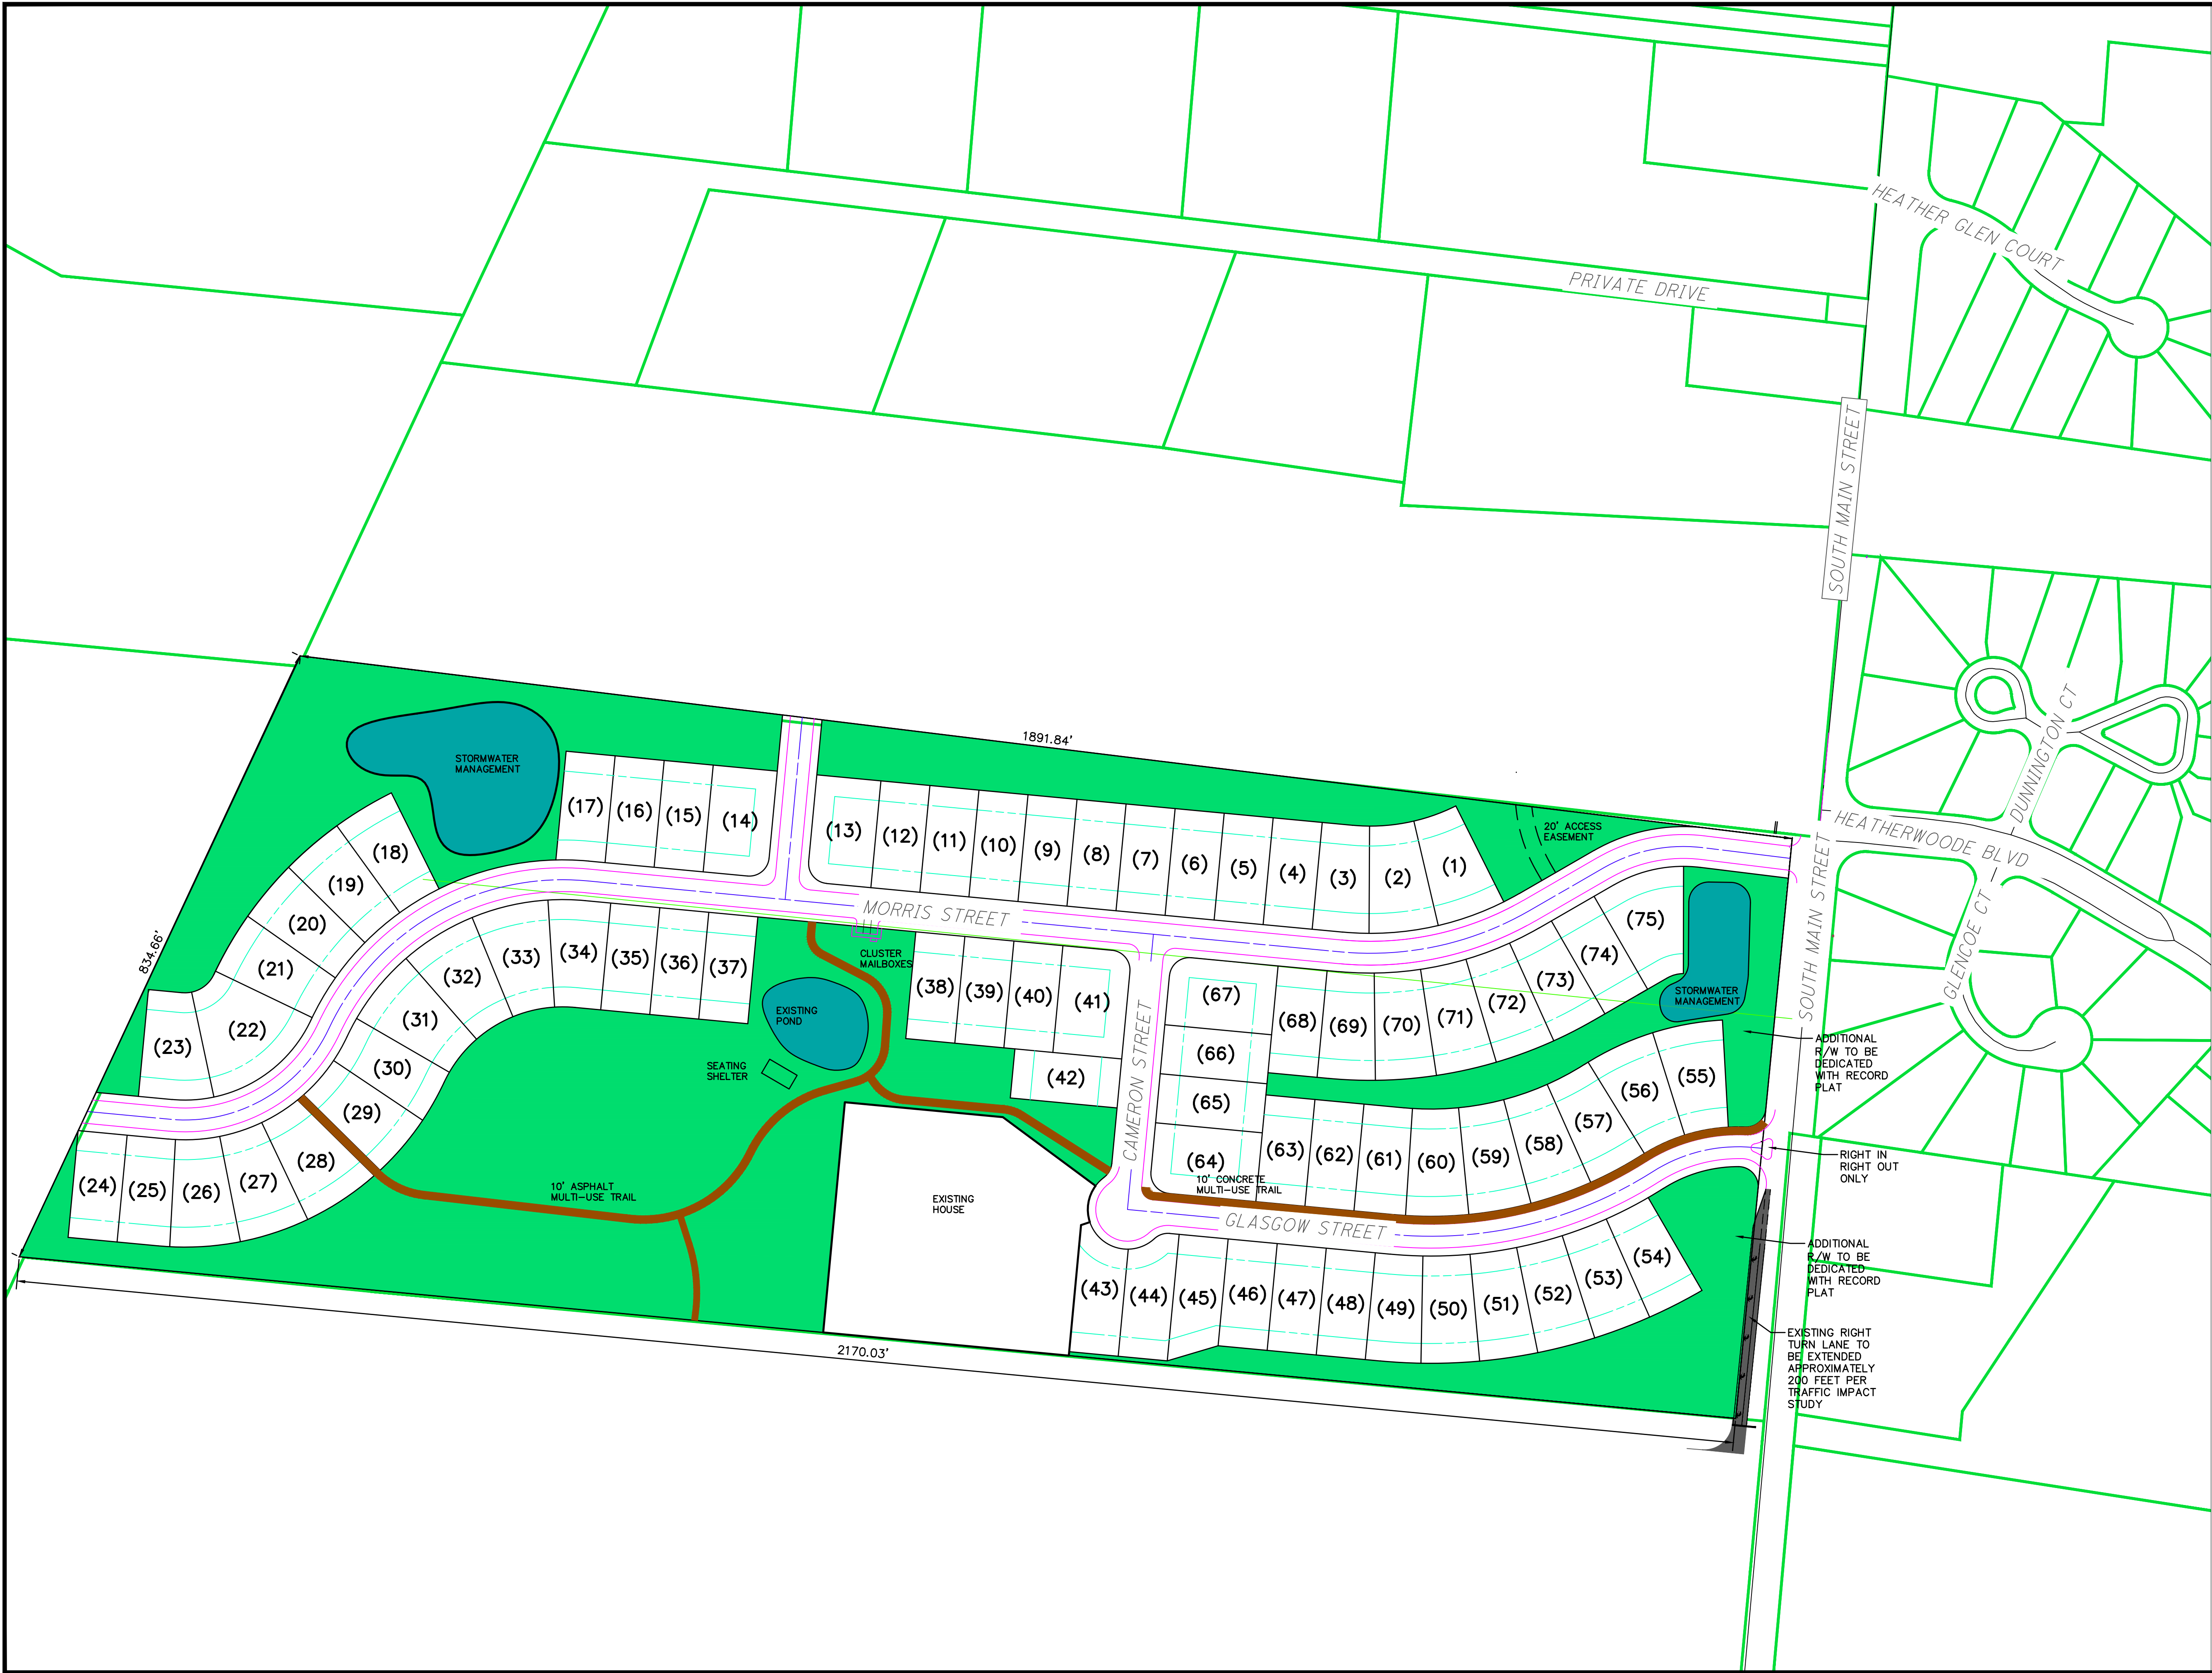 HEATHER GLEN COURT
PRIVATE DRIVE
SOUTH MAIN STREET
DUNNINGTON CT
HEATHERWOODE BLVD
GLENCOE CT
SOUTH MAIN STREET
1891.84'
834.66'
2170.03'
STORMWATER
MANAGEMENT
(17)
(16)
(15)
(14)
(13)
(12)
(11)
(10)
(9)
(8)
(7)
(6)
(5)
(4)
(3)
(2)
(1)
20' ACCESS
EASEMENT
(18)
(19)
(20)
(21)
(22)
(23)
MORRIS STREET
CLUSTER
MAILBOXES
(24)
(25)
(26)
(27)
(28)
(29)
(30)
(31)
(32)
(33)
(34)
(35)
(36)
(37)
EXISTING
POND
SEATING
SHELTER
10' ASPHALT
MULTI-USE TRAIL
EXISTING
HOUSE
(38)
(39)
(40)
(41)
(42)
CAMERON STREET
(67)
(66)
(65)
(64)
10' CONCRETE
MULTI-USE TRAIL
(68)
(69)
(70)
(71)
(72)
(73)
(74)
(75)
STORMWATER
MANAGEMENT
(63)
(62)
(61)
(60)
(59)
(58)
(57)
(56)
(55)
GLASGOW STREET
(43)
(44)
(45)
(46)
(47)
(48)
(49)
(50)
(51)
(52)
(53)
(54)
ADDITIONAL
R/W TO BE
DEDICATED
WITH RECORD
PLAT
RIGHT IN
RIGHT OUT
ONLY
ADDITIONAL
R/W TO BE
DEDICATED
WITH RECORD
PLAT
EXISTING RIGHT
TURN LANE TO
BE EXTENDED
APPROXIMATELY
200 FEET PER
TRAFFIC IMPACT
STUDY